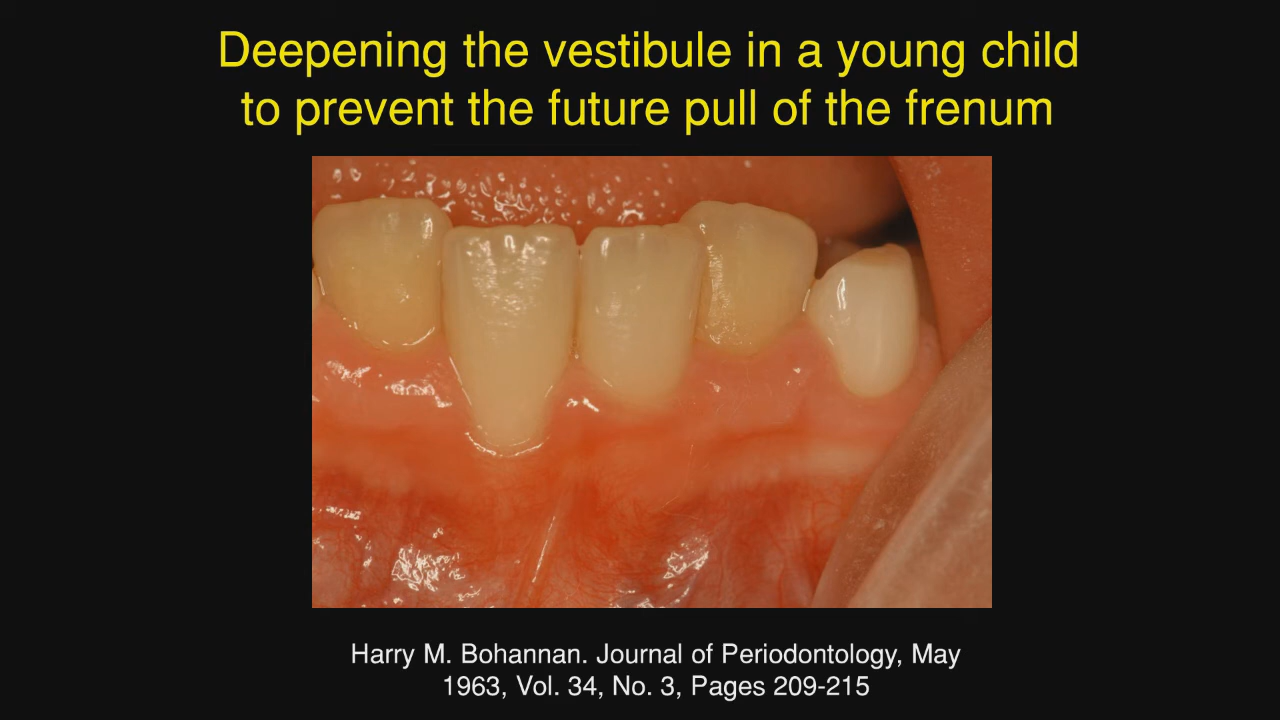 Deepening the vestibule in a young child
to prevent the future pull of the frenum
Harry M. Bohannan. Journal of Periodontology, May
1963, Vol. 34, No. 3, Pages 209-215